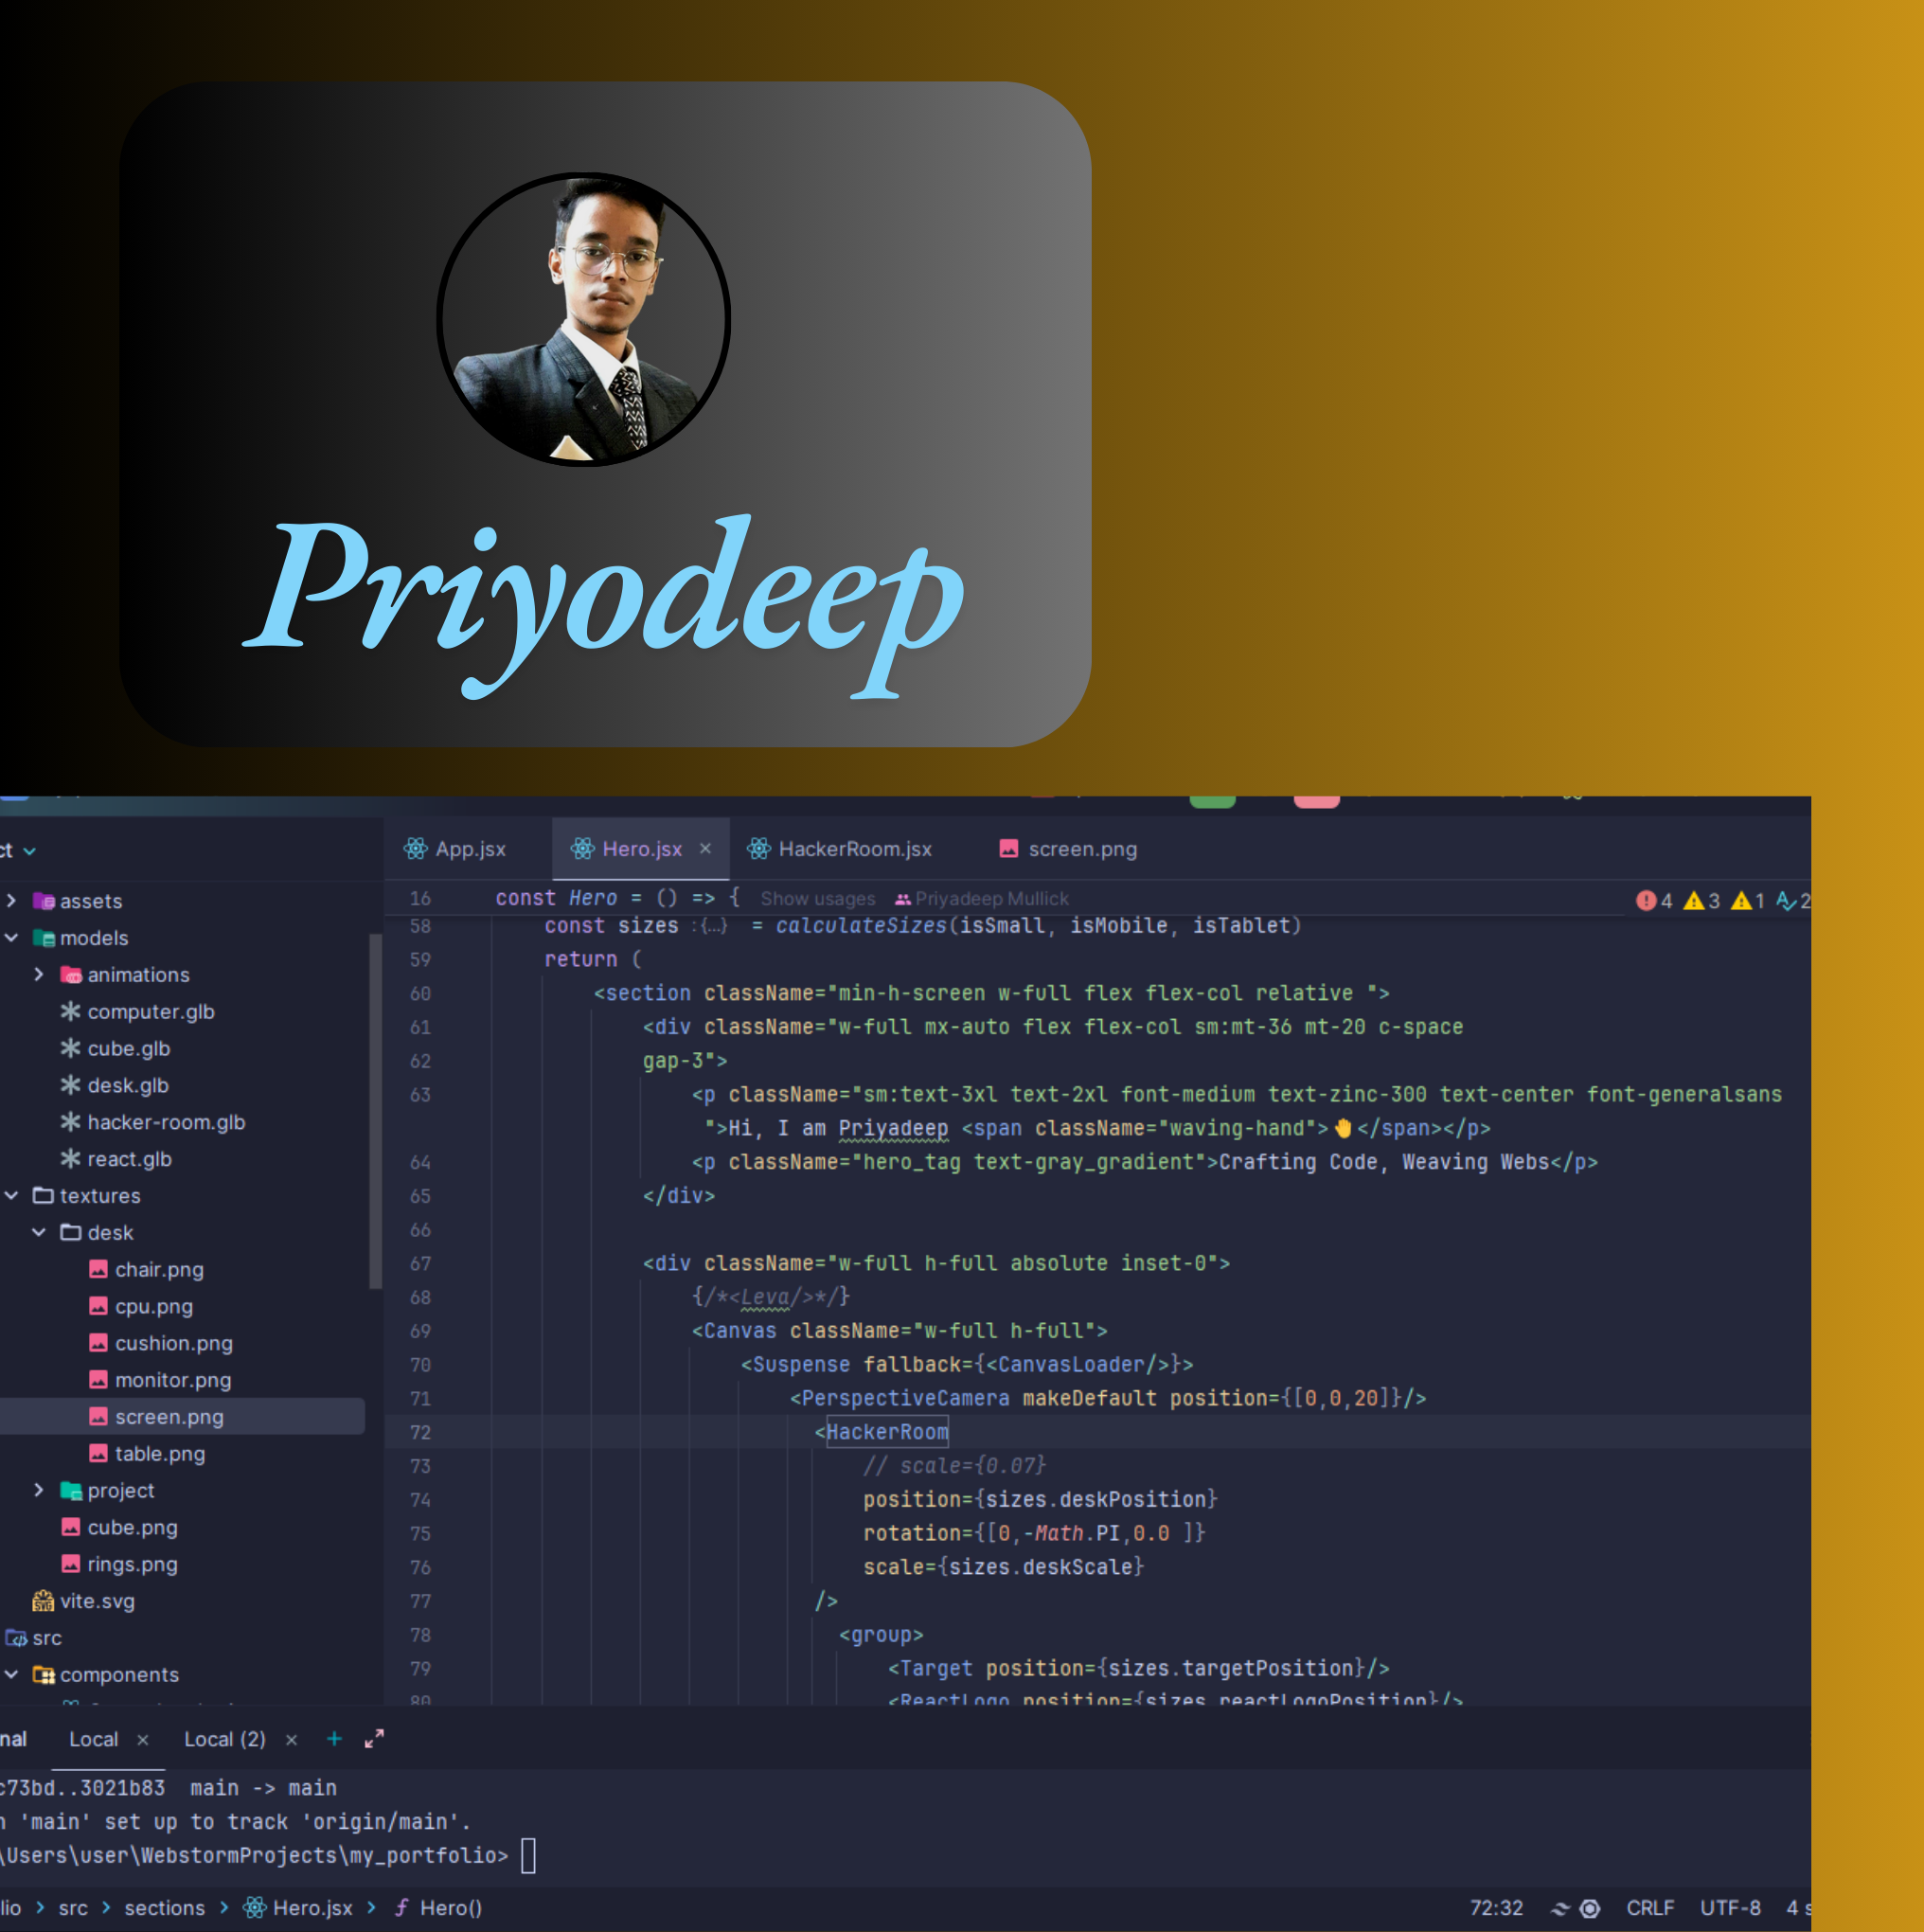 Priyodeep
App.jsx
Hero.jsx
HackerRoom.jsx
screen.png
assets
models
animations
computer.glb
cube.glb
desk.glb
hacker-room.glb
react.glb
textures
desk
chair.png
cpu.png
cushion.png
monitor.png
screen.png
table.png
project
cube.png
rings.png
vite.svg
src
components
16 const Hero = () => { Show usages Priyadeep Mullick
4 3 1 2
58 const sizes :{...} = calculateSizes(isSmall, isMobile, isTablet)
59 return (
60 <section className="min-h-screen w-full flex flex-col relative ">
61 <div className="w-full mx-auto flex flex-col sm:mt-36 mt-20 c-space
62 gap-3">
63 <p className="sm:text-3xl text-2xl font-medium text-zinc-300 text-center font-generalsans
">Hi, I am Priyadeep <span className="waving-hand">🤚</span></p>
64 <p className="hero_tag text-gray_gradient">Crafting Code, Weaving Webs</p>
65 </div>
66
67 <div className="w-full h-full absolute inset-0">
68 {/*<Leva/>*/}
69 <Canvas className="w-full h-full">
70 <Suspense fallback={<CanvasLoader/>}>
71 <PerspectiveCamera makeDefault position={[0,0,20]}/>
72 <HackerRoom
73 // scale={0.07}
74 position={sizes.deskPosition}
75 rotation={[0,-Math.PI,0.0 ]}
76 scale={sizes.deskScale}
77 />
78 <group>
79 <Target position={sizes.targetPosition}/>
80 <ReactLogo position={sizes.reactLogoPosition}/>
Local × Local (2) × +
c73bd..3021b83 main -> main
'main' set up to track 'origin/main'.
\Users\user\WebstormProjects\my_portfolio>
lio > src > sections > Hero.jsx > Hero()
72:32 CRLF UTF-8 4 s